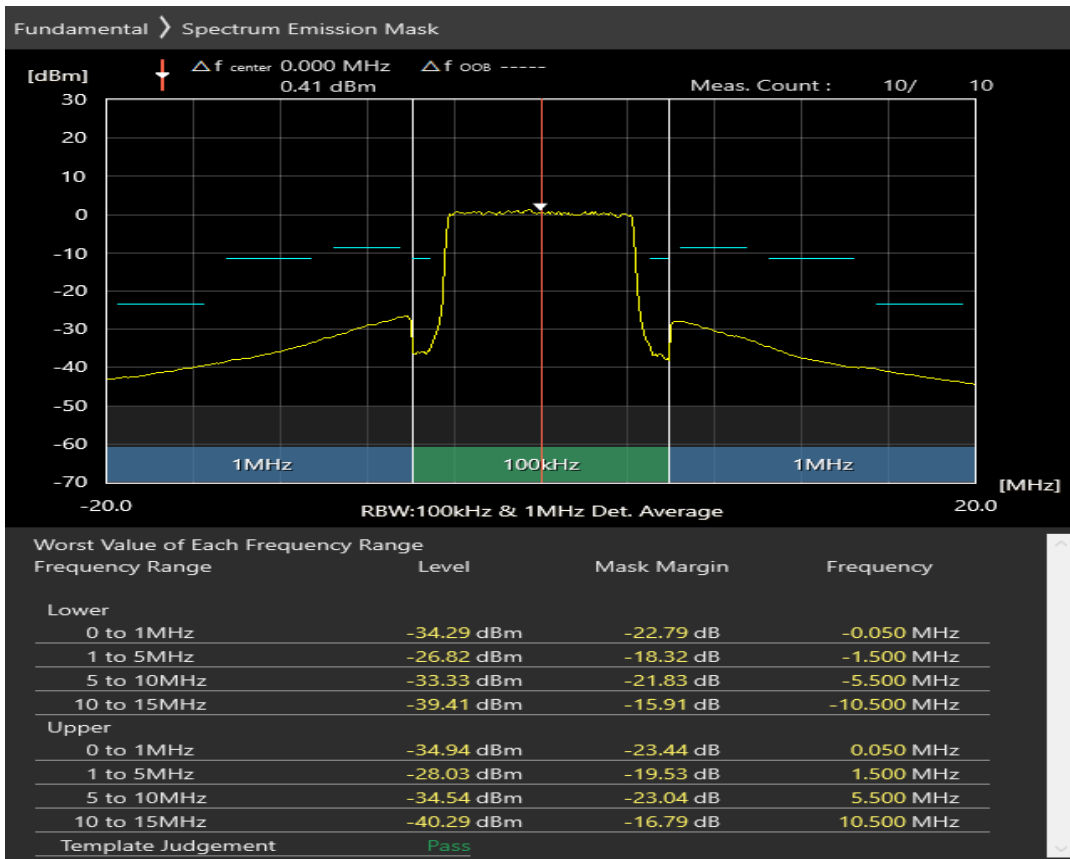 Fundamental ❯ Spectrum Emission Mask
[dBm] Δf center 0.000 MHz Δf OOB -----
0.41 dBm Meas. Count : 10/ 10
30
20
10
0
-10
-20
-30
-40
-50
-60
1MHz 100kHz 1MHz
-70
[MHz]
-20.0 RBW:100kHz & 1MHz Det. Average 20.0
Worst Value of Each Frequency Range
Frequency Range Level Mask Margin Frequency
Lower
0 to 1MHz -34.29 dBm -22.79 dB -0.050 MHz
1 to 5MHz -26.82 dBm -18.32 dB -1.500 MHz
5 to 10MHz -33.33 dBm -21.83 dB -5.500 MHz
10 to 15MHz -39.41 dBm -15.91 dB -10.500 MHz
Upper
0 to 1MHz -34.94 dBm -23.44 dB 0.050 MHz
1 to 5MHz -28.03 dBm -19.53 dB 1.500 MHz
5 to 10MHz -34.54 dBm -23.04 dB 5.500 MHz
10 to 15MHz -40.29 dBm -16.79 dB 10.500 MHz
Template Judgement Pass